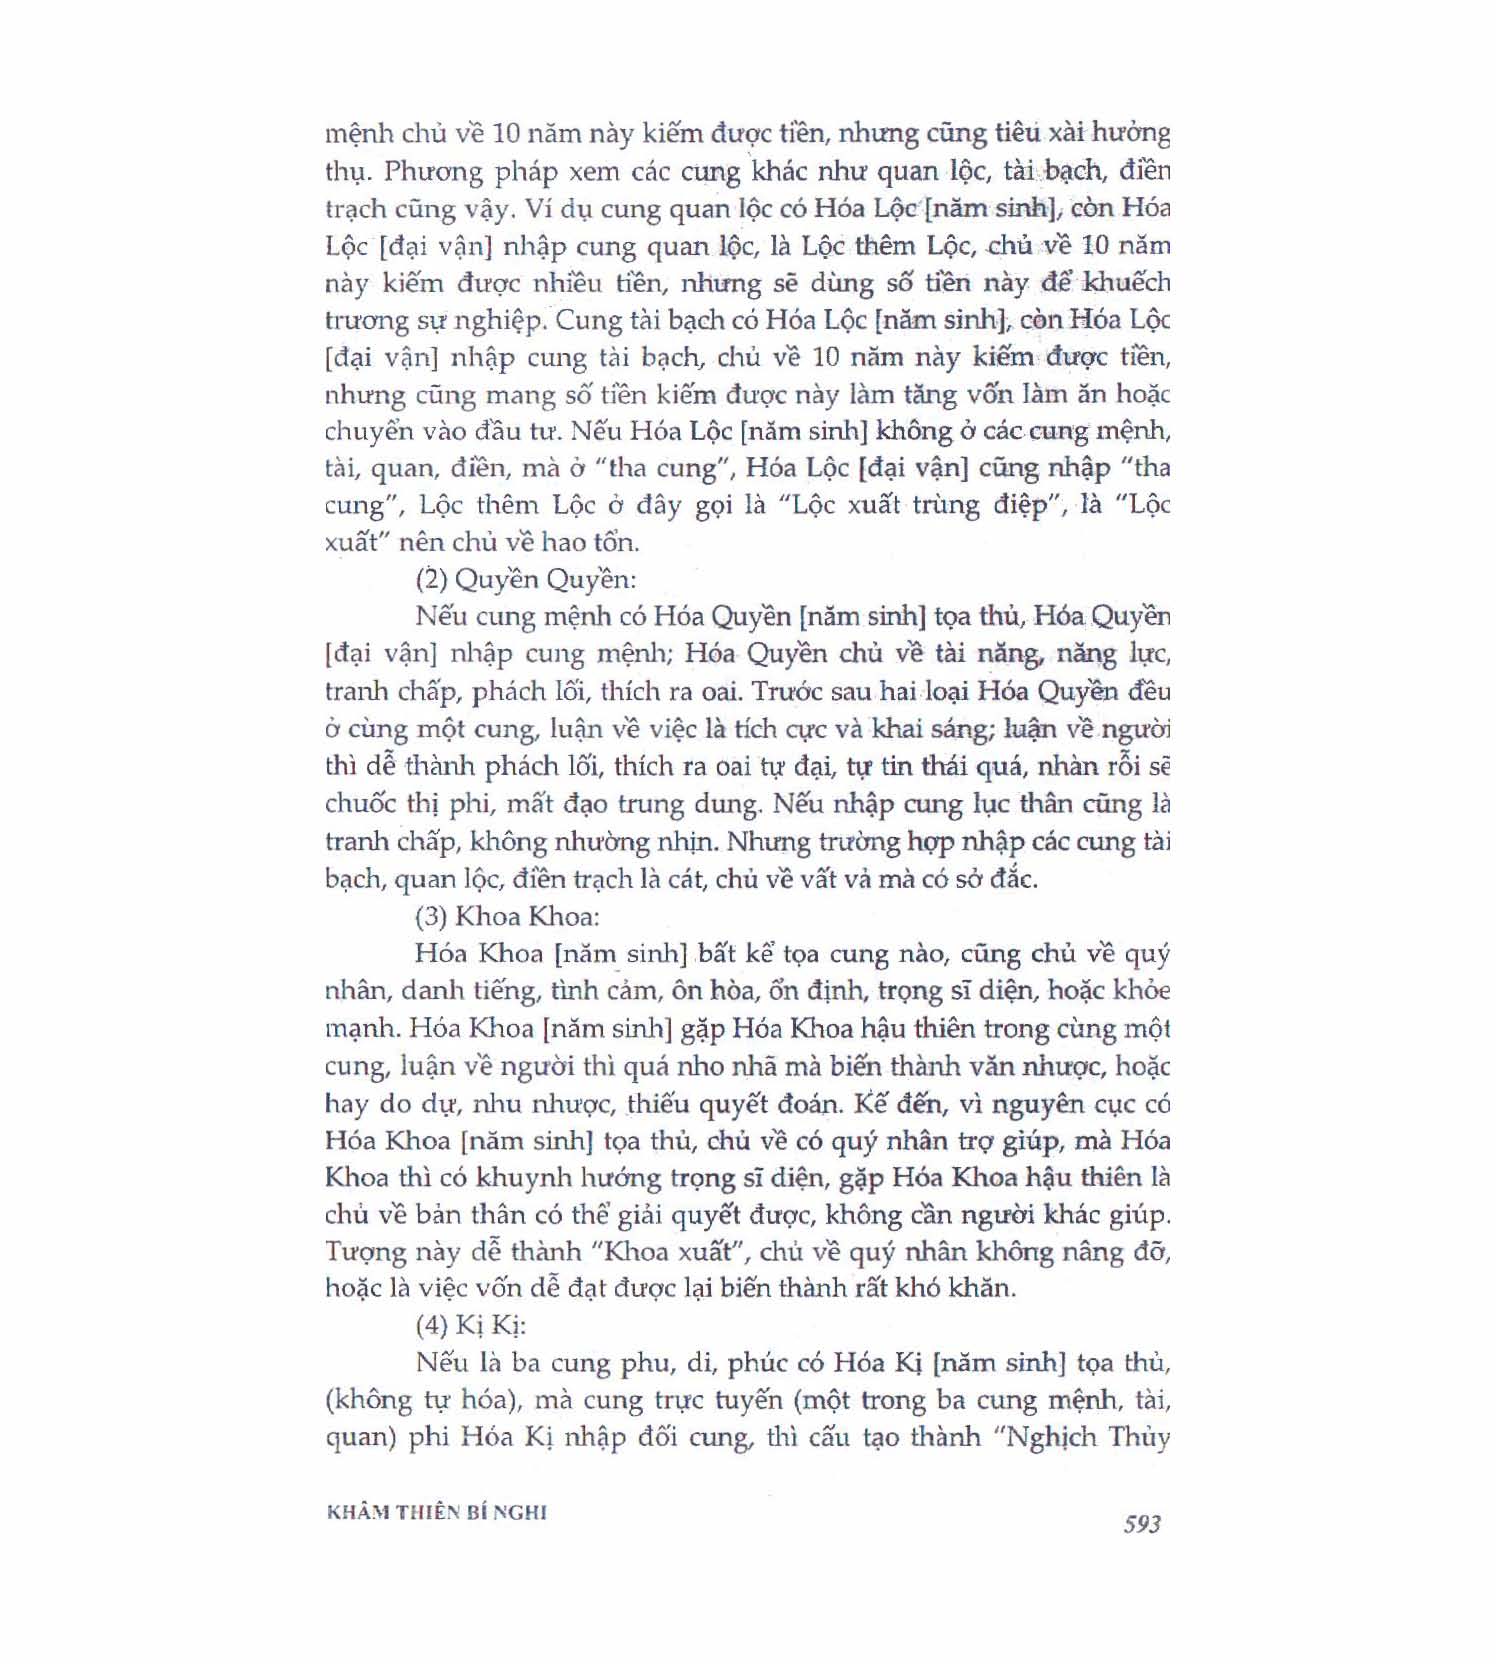 mệnh chủ về 10 năm này kiếm được tiền, nhưng cũng tiêu xài hưởng
thụ. Phương pháp xem các cung khác như quan lộc, tài bạch, điền
trạch cũng vậy. Ví dụ cung quan lộc có Hóa Lộc [năm sinh], còn Hóa
Lộc [đại vận] nhập cung quan lộc, là Lộc thêm Lộc, chủ về 10 năm
này kiếm được nhiều tiền, nhưng sẽ dùng số tiền này để khuếch
trương sự nghiệp. Cung tài bạch có Hóa Lộc [năm sinh], còn Hóa Lộc
[đại vận] nhập cung tài bạch, chủ về 10 năm này kiếm được tiền,
nhưng cũng mang số tiền kiếm được này làm tăng vốn làm ăn hoặc
chuyển vào đầu tư. Nếu Hóa Lộc [năm sinh] không ở các cung mệnh,
tài, quan, điền, mà ở "tha cung", Hóa Lộc [đại vận] cũng nhập "tha
cung", Lộc thêm Lộc ở đây gọi là "Lộc xuất trùng điệp", là "Lộc
xuất" nên chủ về hao tổn.
(2) Quyền Quyền:
Nếu cung mệnh có Hóa Quyền [năm sinh] tọa thủ, Hóa Quyền
[đại vận] nhập cung mệnh; Hóa Quyền chủ về tài năng, năng lực,
tranh chấp, phách lối, thích ra oai. Trước sau hai loại Hóa Quyền đều
ở cùng một cung, luận về việc là tích cực và khai sáng; luận về người
thì dễ thành phách lối, thích ra oai tự đại, tự tin thái quá, nhàn rỗi sẽ
chuốc thị phi, mất đạo trung dung. Nếu nhập cung lục thân cũng là
tranh chấp, không nhường nhịn. Nhưng trường hợp nhập các cung tài
bạch, quan lộc, điền trạch là cát, chủ về vất vả mà có sở đắc.
(3) Khoa Khoa:
Hóa Khoa [năm sinh] bất kể tọa cung nào, cũng chủ về quý
nhân, danh tiếng, tình cảm, ôn hòa, ổn định, trọng sĩ diện, hoặc khỏe
mạnh. Hóa Khoa [năm sinh] gặp Hóa Khoa hậu thiên trong cùng một
cung, luận về người thì quá nho nhã mà biến thành văn nhược, hoặc
hay do dự, nhu nhược, thiếu quyết đoán. Kế đến, vì nguyên cục có
Hóa Khoa [năm sinh] tọa thủ, chủ về có quý nhân trợ giúp, mà Hóa
Khoa thì có khuynh hướng trọng sĩ diện, gặp Hóa Khoa hậu thiên là
chủ về bản thân có thể giải quyết được, không cần người khác giúp.
Tượng này dễ thành "Khoa xuất", chủ về quý nhân không nâng đỡ,
hoặc là việc vốn dễ đạt được lại biến thành rất khó khăn.
(4) Kị Kị:
Nếu là ba cung phu, di, phúc có Hóa Kị [năm sinh] tọa thủ,
(không tự hóa), mà cung trực tuyến (một trong ba cung mệnh, tài,
quan) phi Hóa Kị nhập đối cung, thì cấu tạo thành "Nghịch Thủy
KHÂM THIÊN BÍ NGHI
593